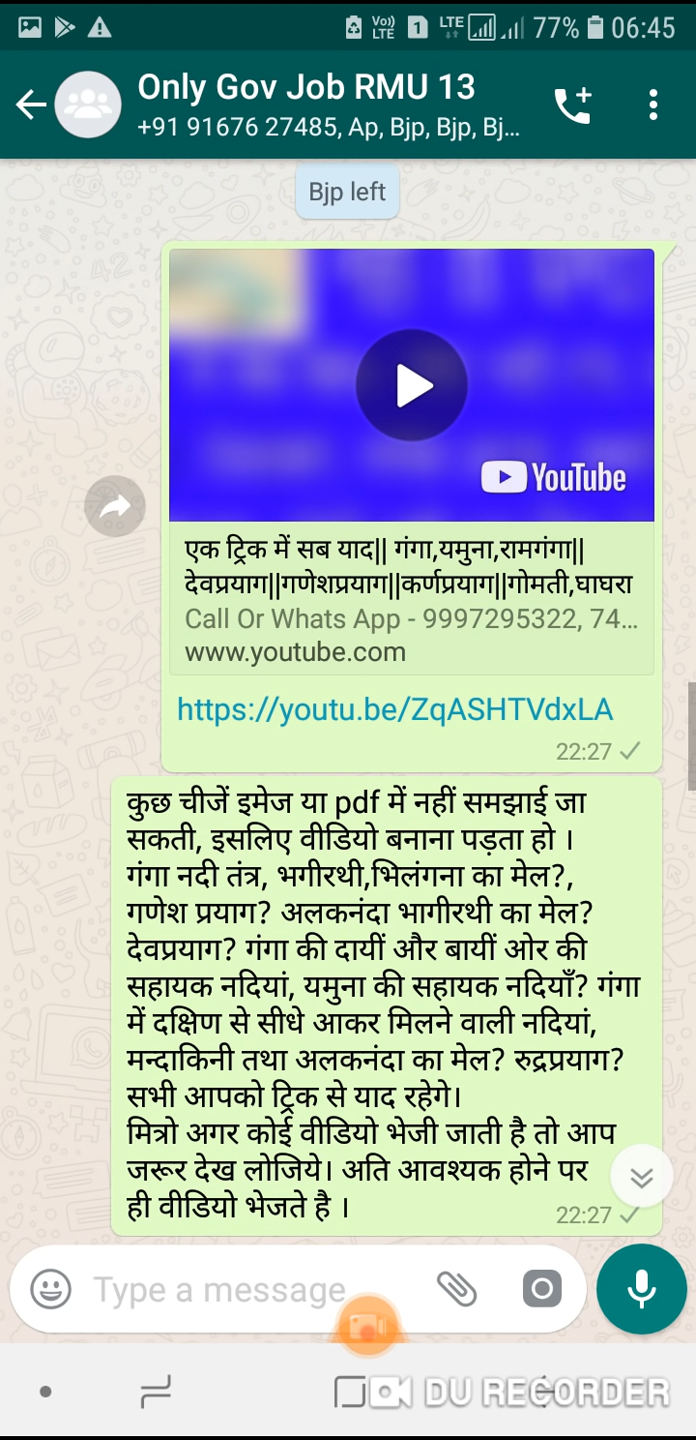 Vo)) LTE 1 LTE 77% 06:45
Only Gov Job RMU 13
+91 91676 27485, Ap, Bjp, Bjp, Bj...
Bjp left
YouTube
एक ट्रिक में सब याद|| गंगा,यमुना,रामगंगा||
देवप्रयाग||गणेशप्रयाग||कर्णप्रयाग||गोमती,घाघरा
Call Or Whats App - 9997295322, 74...
www.youtube.com
https://youtu.be/ZqASHTVdxLA
22:27
कुछ चीजें इमेज या pdf में नहीं समझाई जा
सकती, इसलिए वीडियो बनाना पड़ता हो ।
गंगा नदी तंत्र, भगीरथी,भिलंगना का मेल?,
गणेश प्रयाग? अलकनंदा भागीरथी का मेल?
देवप्रयाग? गंगा की दायीं और बायीं ओर की
सहायक नदियां, यमुना की सहायक नदियाँ? गंगा
में दक्षिण से सीधे आकर मिलने वाली नदियां,
मन्दाकिनी तथा अलकनंदा का मेल? रुद्रप्रयाग?
सभी आपको ट्रिक से याद रहेगे।
मित्रो अगर कोई वीडियो भेजी जाती है तो आप
जरूर देख लोजिये। अति आवश्यक होने पर
ही वीडियो भेजते है ।
22:27
Type a message
DU RECORDER